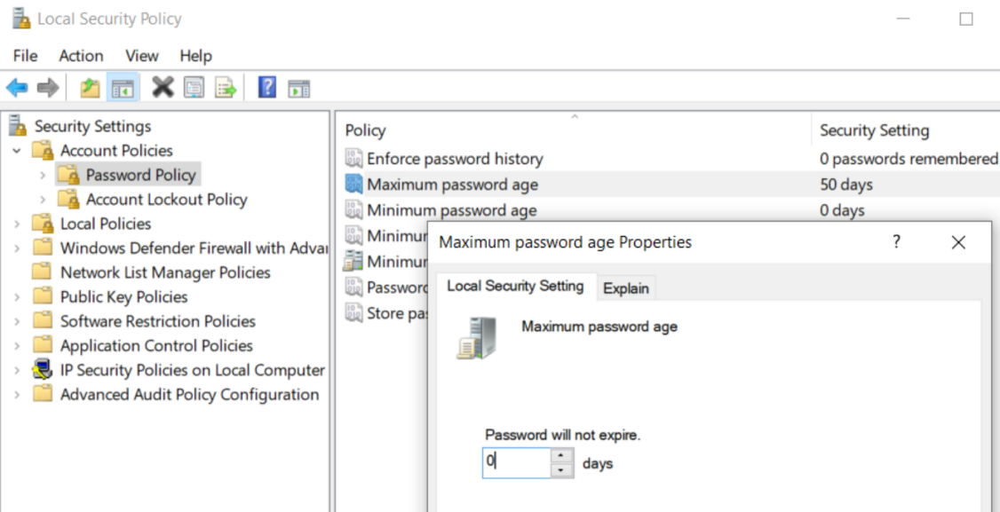 Local Security Policy
File Action View Help
Security Settings
Account Policies
Password Policy
Account Lockout Policy
Local Policies
Windows Defender Firewall with Adva
Network List Manager Policies
Public Key Policies
Software Restriction Policies
Application Control Policies
IP Security Policies on Local Computer
Advanced Audit Policy Configuration
Policy Security Setting
Enforce password history 0 passwords remembered
Maximum password age 50 days
Minimum password age 0 days
Minimu
Minimu
Passwor
Store pa
Maximum password age Properties ?
Local Security Setting Explain
Maximum password age
Password will not expire.
0 days